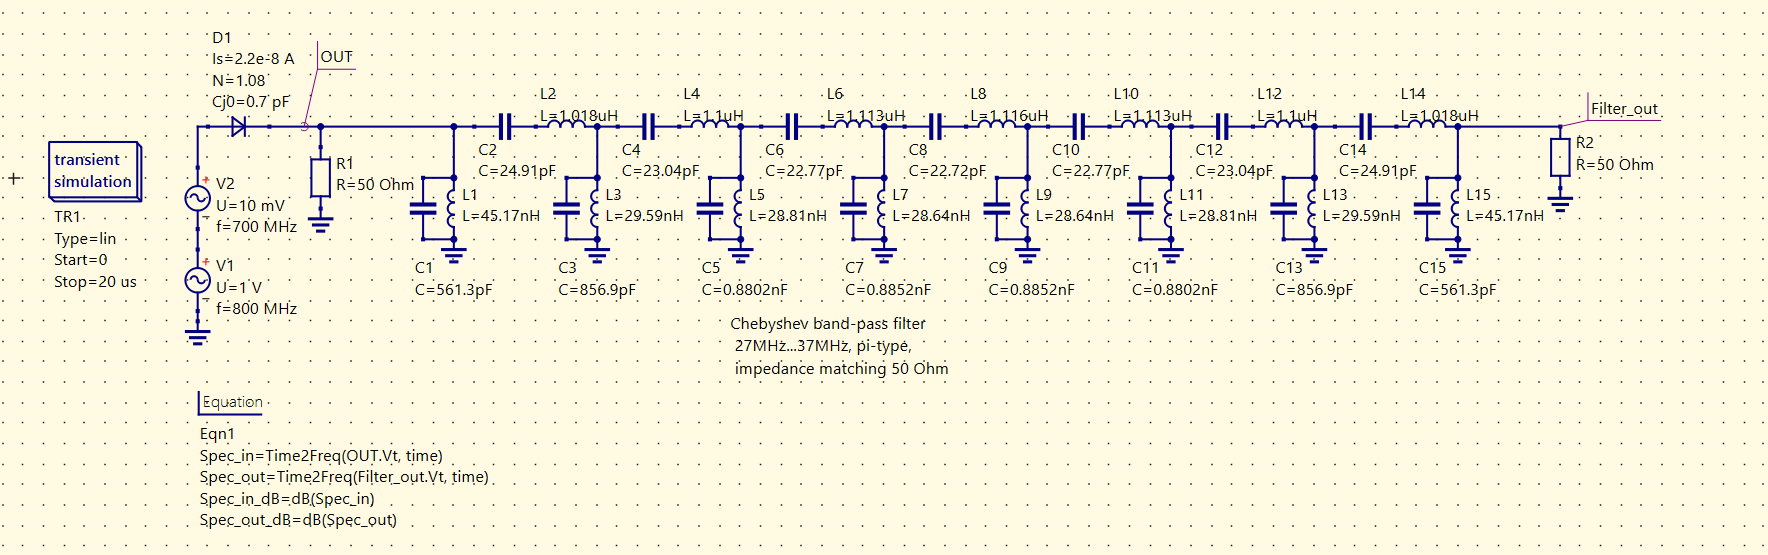 D1
Is=2.2e-8 A
N=1.08
Cj0=0.7 pF
OUT
transient
simulation
TR1
Type=lin
Start=0
Stop=20 us
V2
U=10 mV
f=700 MHz
V1
U=1 V
f=800 MHz
R1
R=50 Ohm
L2
L=1.018uH
L4
L=1.1uH
L6
L=1.113uH
L8
L=1.116uH
L10
L=1.113uH
L12
L=1.1uH
L14
L=1.018uH
Filter_out
R2
R=50 Ohm
C2
C=24.91pF
C4
C=23.04pF
C6
C=22.77pF
C8
C=22.72pF
C10
C=22.77pF
C12
C=23.04pF
C14
C=24.91pF
L1
L=45.17nH
L3
L=29.59nH
L5
L=28.81nH
L7
L=28.64nH
L9
L=28.64nH
L11
L=28.81nH
L13
L=29.59nH
L15
L=45.17nH
C1
C=561.3pF
C3
C=856.9pF
C5
C=0.8802nF
C7
C=0.8852nF
C9
C=0.8852nF
C11
C=0.8802nF
C13
C=856.9pF
C15
C=561.3pF
Chebyshev band-pass filter
27MHz...37MHz, pi-type,
impedance matching 50 Ohm
Equation
Eqn1
Spec_in=Time2Freq(OUT.Vt, time)
Spec_out=Time2Freq(Filter_out.Vt, time)
Spec_in_dB=dB(Spec_in)
Spec_out_dB=dB(Spec_out)